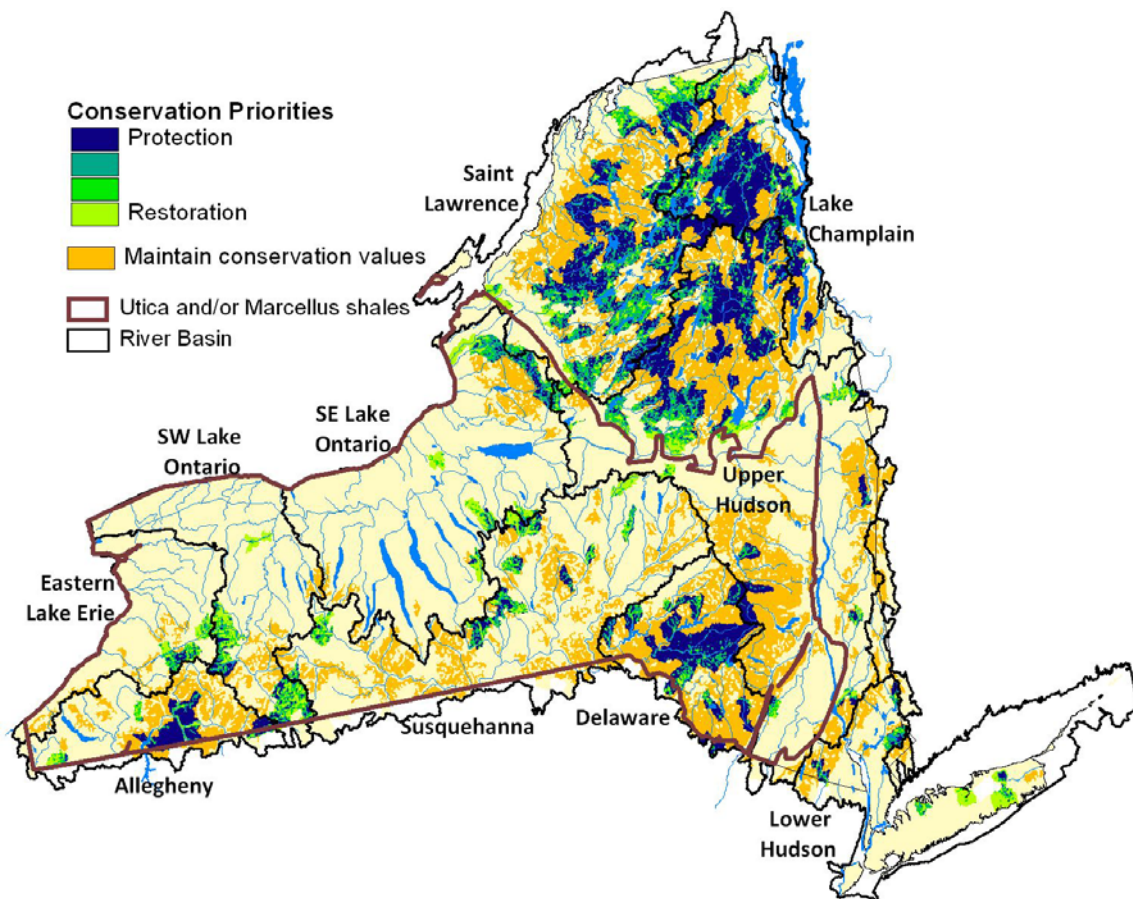 Conservation Priorities
Protection
Restoration
Maintain conservation values
Utica and/or Marcellus shales
River Basin
Saint
Lawrence
Lake
Champlain
SE Lake
Ontario
SW Lake
Ontario
Upper
Hudson
Eastern
Lake Erie
Susquehanna
Delaware
Allegheny
Lower
Hudson